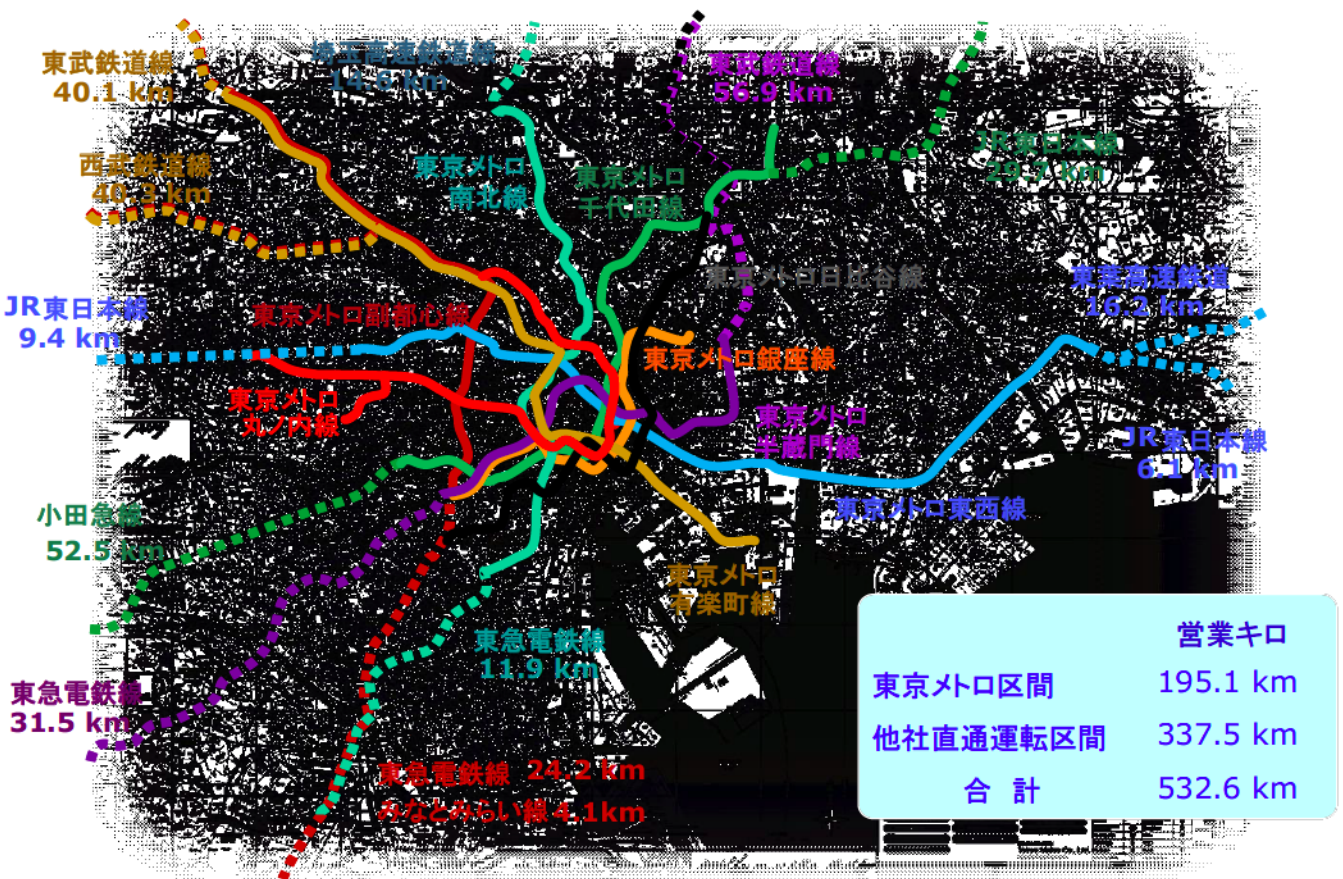 東武鉄道線
40.1 km
埼玉高速鉄道線
14.6 km
東武鉄道線
56.9 km
JR東日本線
29.7 km
西武鉄道線
40.3 km
東京メトロ
南北線
東京メトロ
千代田線
東京メトロ日比谷線
東葉高速鉄道
16.2 km
JR東日本線
9.4 km
東京メトロ副都心線
東京メトロ銀座線
東京メトロ
丸ノ内線
東京メトロ
半蔵門線
JR東日本線
6.1 km
小田急線
52.5 km
東京メトロ東西線
東京メトロ
有楽町線
東急電鉄線
11.9 km
東急電鉄線
31.5 km
東急電鉄線 24.2 km
みなとみらい線 4.1km
営業キロ
東京メトロ区間 195.1 km
他社直通運転区間 337.5 km
合 計 532.6 km